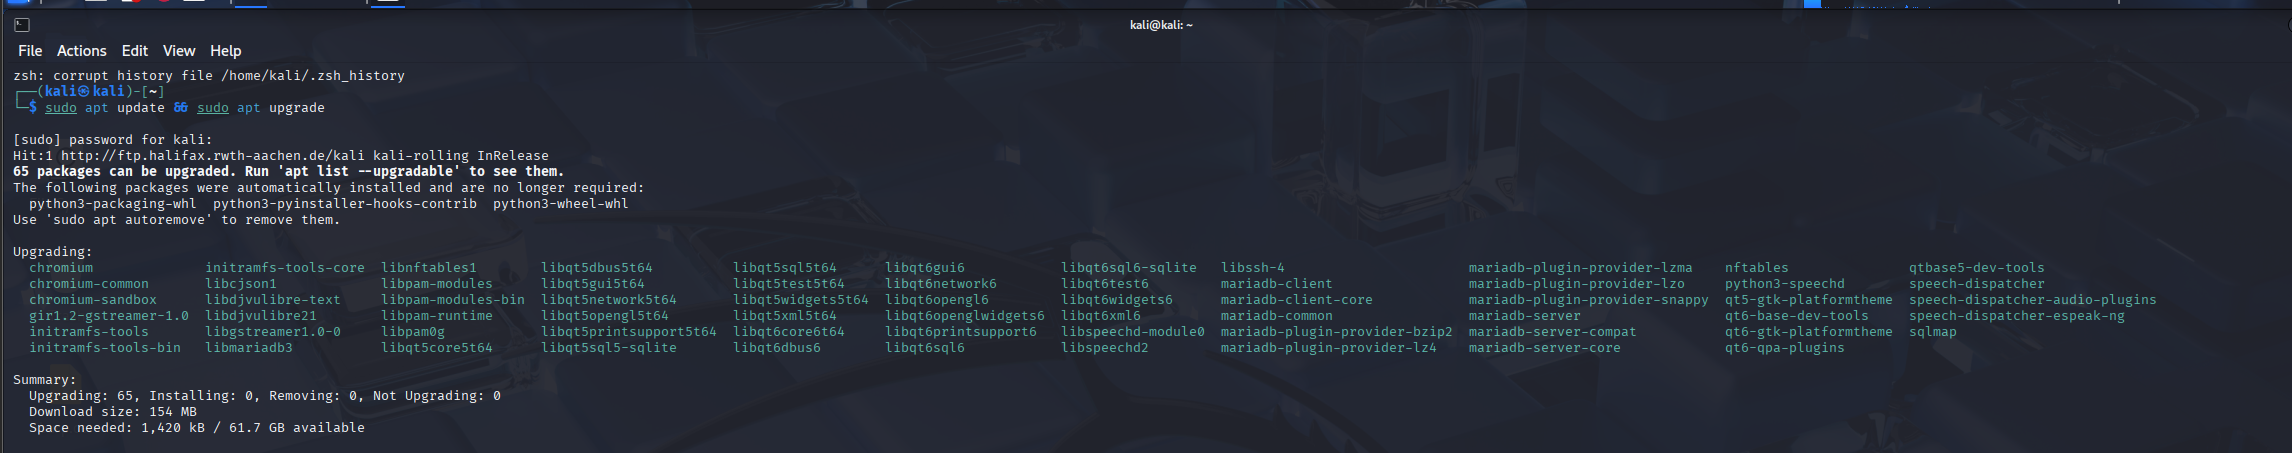 kali@kali: ~
File Actions Edit View Help
zsh: corrupt history file /home/kali/.zsh_history
┌──(kali㉿kali)-[~]
└─$ sudo apt update && sudo apt upgrade
[sudo] password for kali:
Hit:1 http://ftp.halifax.rwth-aachen.de/kali kali-rolling InRelease
65 packages can be upgraded. Run 'apt list --upgradable' to see them.
The following packages were automatically installed and are no longer required:
python3-packaging-whl python3-pyinstaller-hooks-contrib python3-wheel-whl
Use 'sudo apt autoremove' to remove them.
Upgrading:
chromium initramfs-tools-core libnftables1 libqt5dbus5t64 libqt5sql5t64 libqt6gui6 libqt6sql6-sqlite libssh-4 mariadb-plugin-provider-lzma nftables qtbase5-dev-tools
chromium-common libcjson1 libpam-modules libqt5gui5t64 libqt5test5t64 libqt6network6 libqt6test6 mariadb-client mariadb-plugin-provider-lzo python3-speechd speech-dispatcher
chromium-sandbox libdjvulibre-text libpam-modules-bin libqt5network5t64 libqt5widgets5t64 libqt6opengl6 libqt6widgets6 mariadb-client-core mariadb-plugin-provider-snappy qt5-gtk-platformtheme speech-dispatcher-audio-plugins
gir1.2-gstreamer-1.0 libdjvulibre21 libpam-runtime libqt5opengl5t64 libqt5xml5t64 libqt6openglwidgets6 libqt6xml6 mariadb-common mariadb-server qt6-base-dev-tools speech-dispatcher-espeak-ng
initramfs-tools libgstreamer1.0-0 libpam0g libqt5printsupport5t64 libqt6core6t64 libqt6printsupport6 libspeechd-module0 mariadb-plugin-provider-bzip2 mariadb-server-compat qt6-gtk-platformtheme sqlmap
initramfs-tools-bin libmariadb3 libqt5core5t64 libqt5sql5-sqlite libqt6dbus6 libqt6sql6 libspeechd2 mariadb-plugin-provider-lz4 mariadb-server-core qt6-qpa-plugins
Summary:
Upgrading: 65, Installing: 0, Removing: 0, Not Upgrading: 0
Download size: 154 MB
Space needed: 1,420 kB / 61.7 GB available